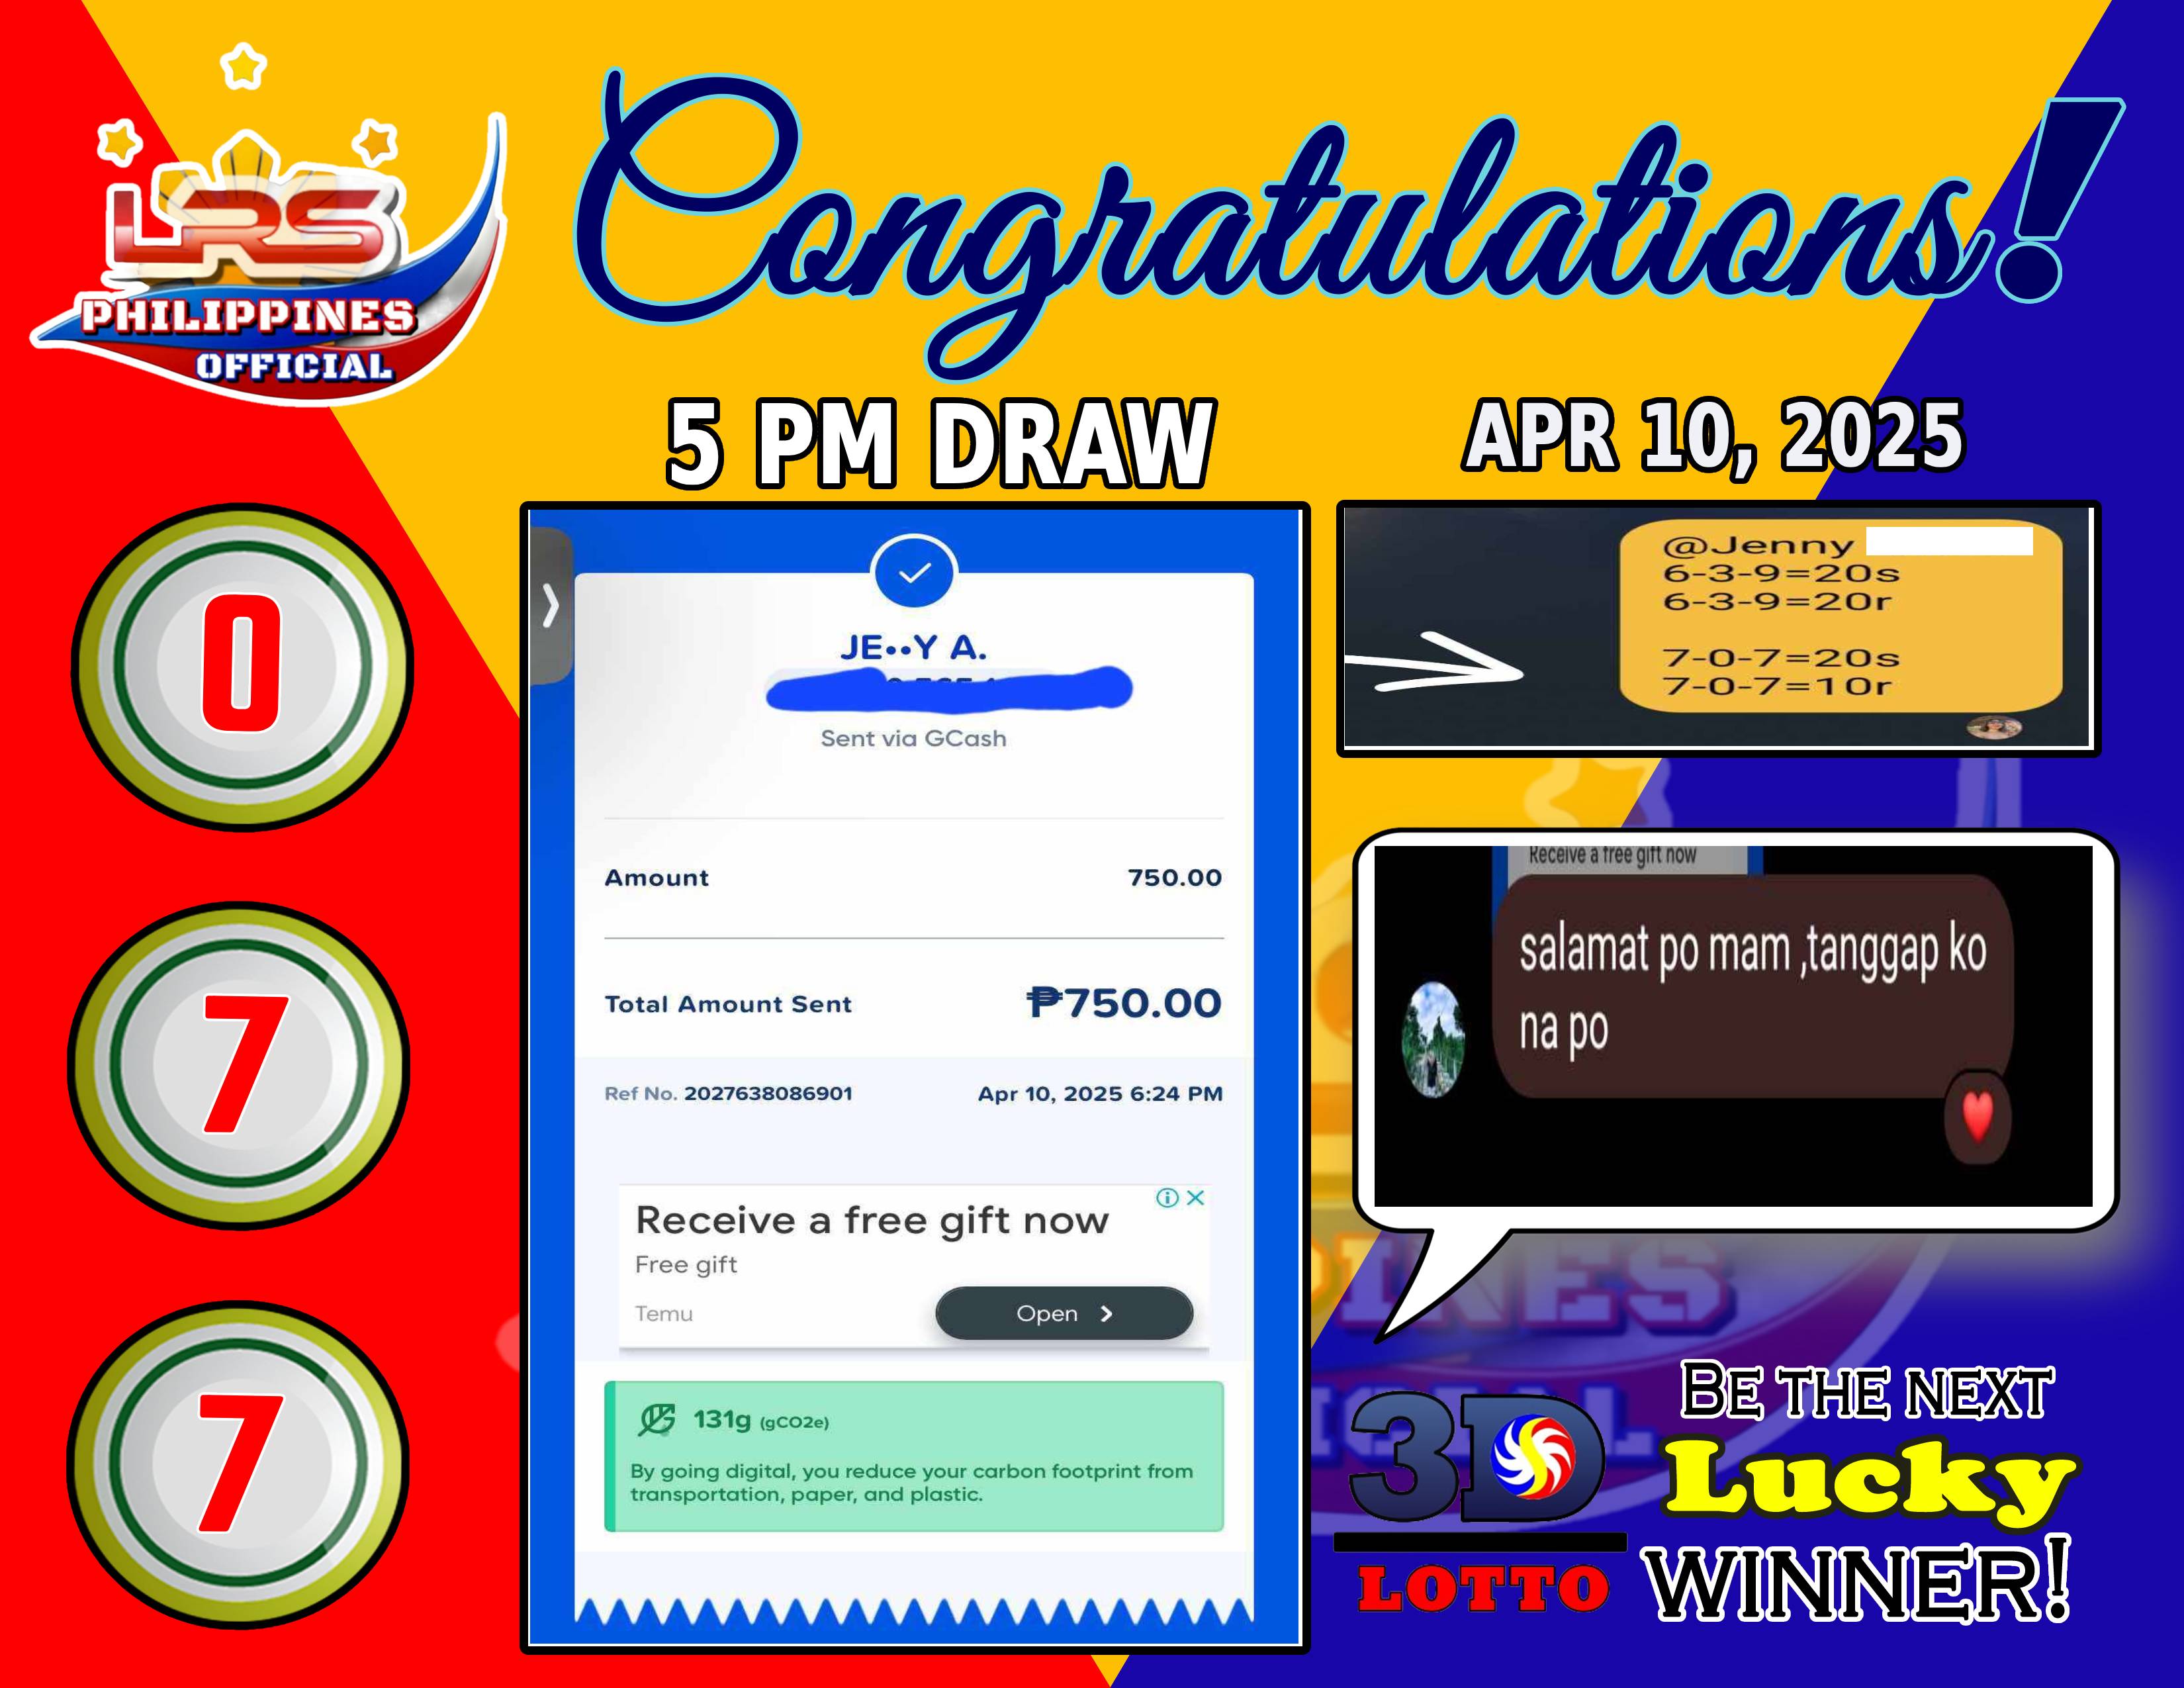 LRS
PHILIPPINES
OFFICIAL
Congratulations!
5 PM DRAW
APR 10, 2025
0
7
7
JE••Y A.
Sent via GCash
Amount 750.00
Total Amount Sent ₱750.00
Ref No. 2027638086901 Apr 10, 2025 6:24 PM
Receive a free gift now
Free gift
Temu
Open
131g (gCO2e)
By going digital, you reduce your carbon footprint from
transportation, paper, and plastic.
@Jenny
6-3-9=20s
6-3-9=20r
7-0-7=20s
7-0-7=10r
Receive a free gift now
salamat po mam ,tanggap ko
na po
3D
LOTTO
BE THE NEXT
Lucky
WINNER!